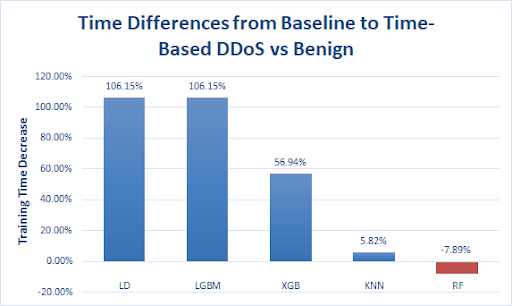 Time Differences from Baseline to Time-
Based DDoS vs Benign
Training Time Decrease
120.00%
100.00%
80.00%
60.00%
40.00%
20.00%
0.00%
-20.00%
106.15%
106.15%
56.94%
5.82%
-7.89%
LD
LGBM
XGB
KNN
RF